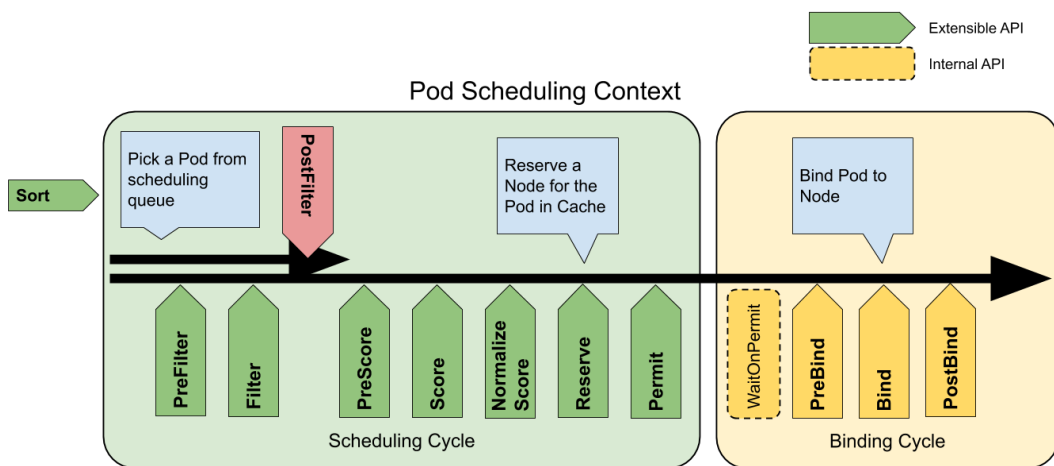 Extensible API
Internal API
Pod Scheduling Context
Pick a Pod from
scheduling
queue
PostFilter
Reserve a
Node for the
Pod in Cache
Bind Pod to
Node
Sort
PreFilter
Filter
PreScore
Score
Normalize
Score
Reserve
Permit
WaitOnPermit
PreBind
Bind
PostBind
Scheduling Cycle
Binding Cycle